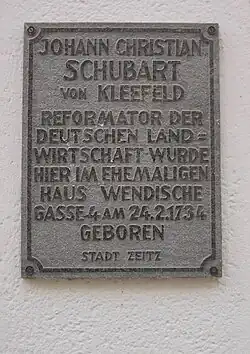 JOHANN CHRISTIAN
SCHUBART
VON KLEEFELD
REFORMATOR DER
DEUTSCHEN LAND=
WIRTSCHAFT WURDE
HIER IM EHEMALIGEN
HAUS WENDISCHE
GASSE 4 AM 24.2.1734
GEBOREN
STADT ZEITZ